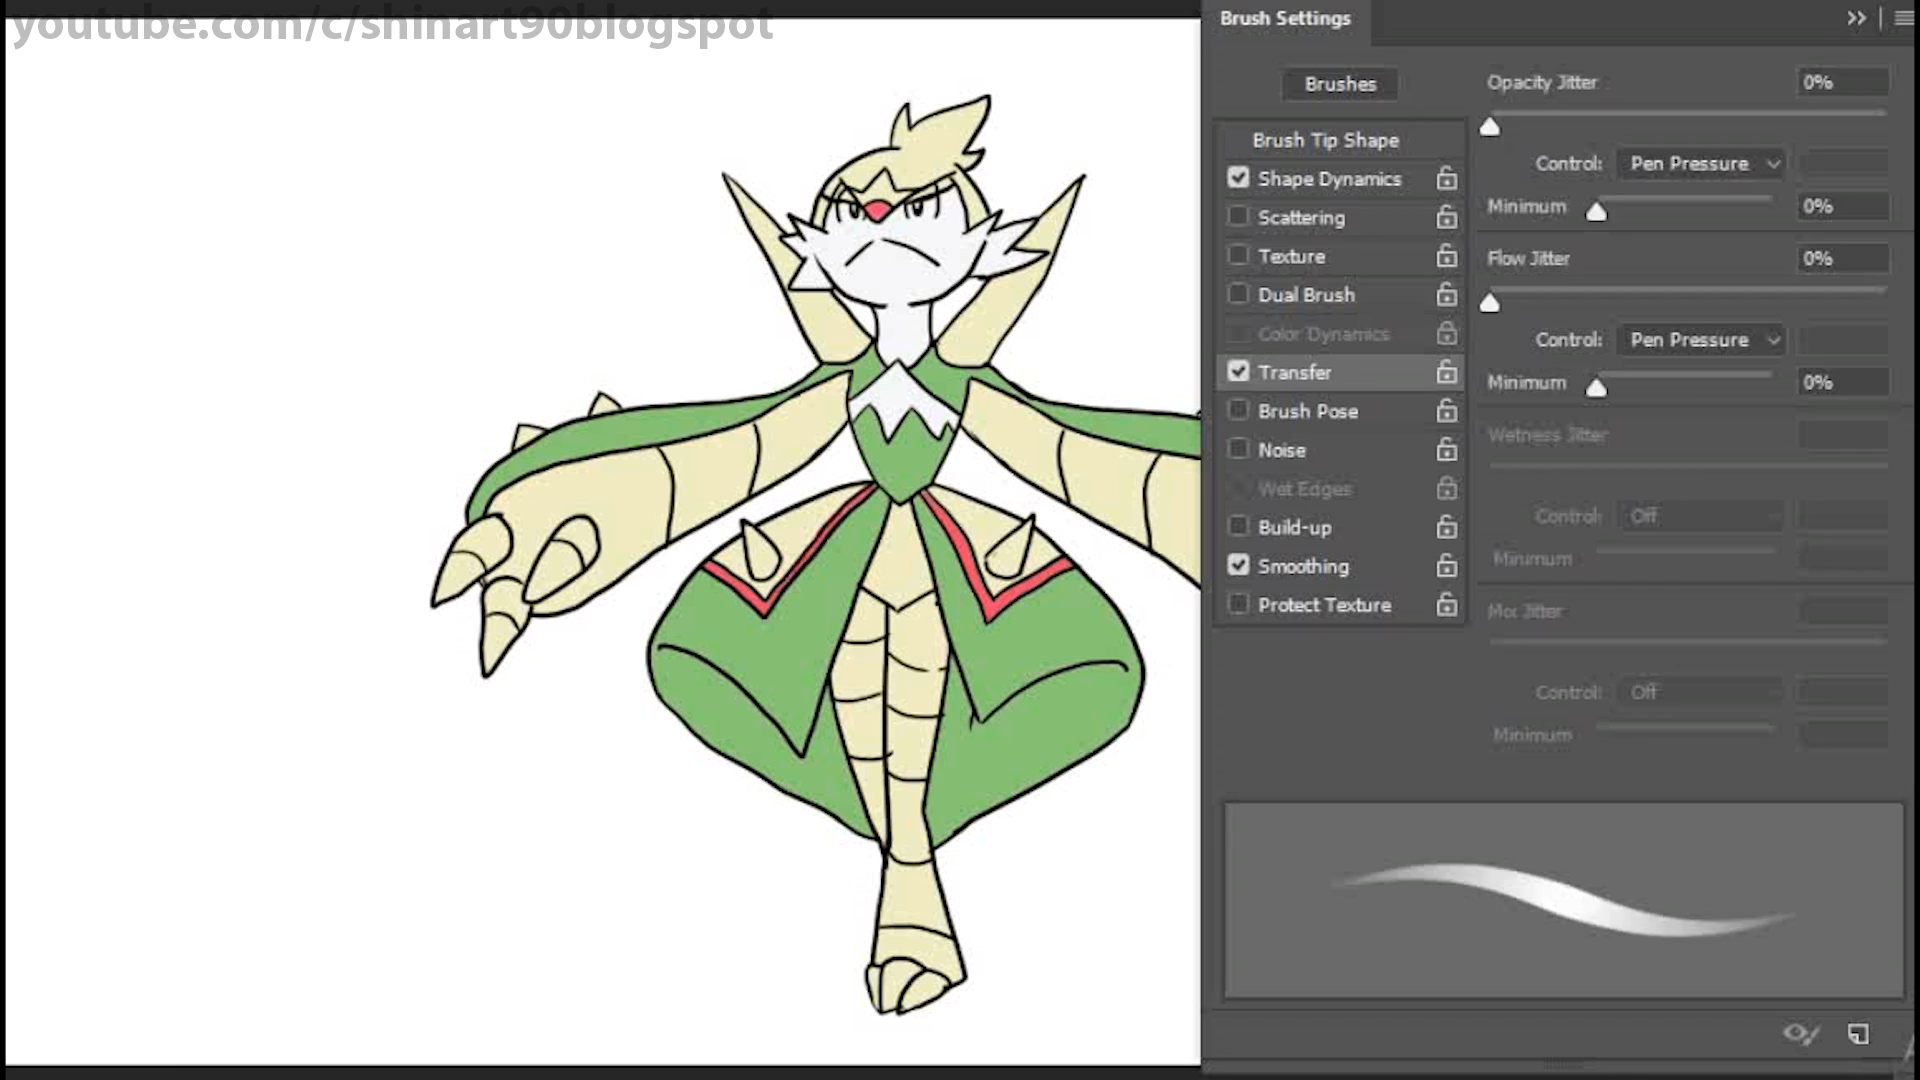 youtube.com/c/shinart90blogspot
Brush Settings
Brushes
Brush Tip Shape
Shape Dynamics
Scattering
Texture
Dual Brush
Color Dynamics
Transfer
Brush Pose
Noise
Wet Edges
Build-up
Smoothing
Protect Texture
Opacity Jitter 0%
Control: Pen Pressure
Minimum 0%
Flow Jitter 0%
Control: Pen Pressure
Minimum 0%
Wetness Jitter
Control: Off
Minimum
Mix Jitter
Control: Off
Minimum